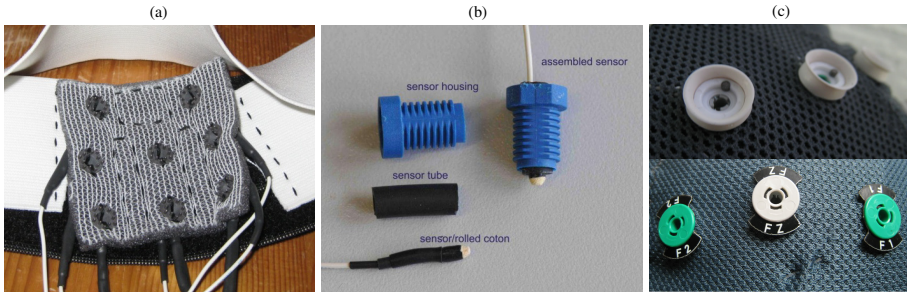 (a)
(b)
(c)
assembled sensor
sensor housing
sensor tube
sensor/rolled coton
FZ
F1
F2
F2
FZ
F1